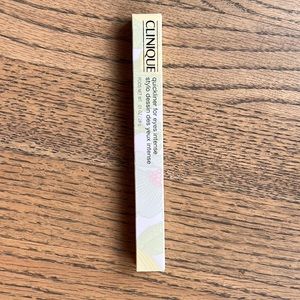 CLINIQUE
quickliner for eyes intense
stylo dessin des yeux intense